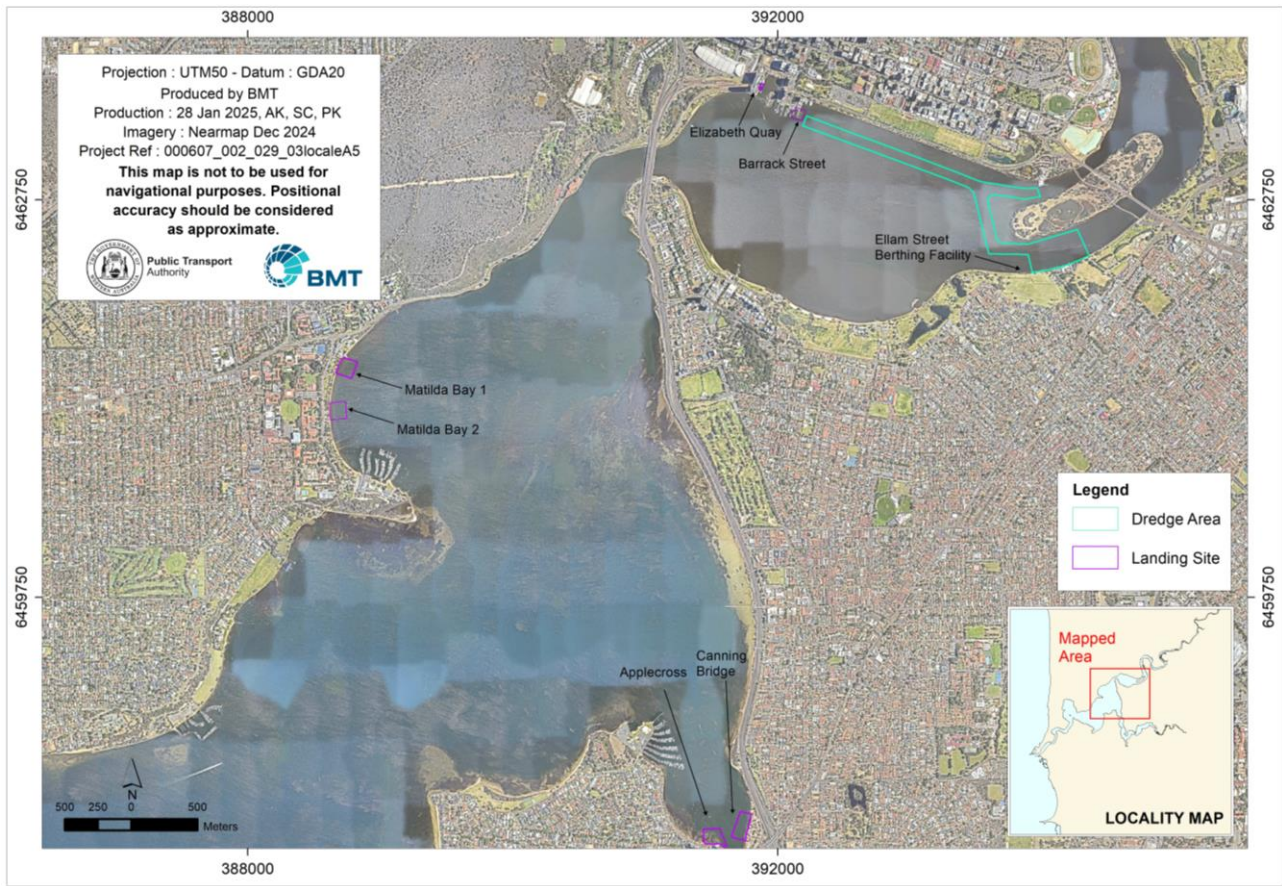 388000
392000
Projection : UTM50 - Datum : GDA20
Produced by BMT
Production : 28 Jan 2025, AK, SC, PK
Imagery : Nearmap Dec 2024
Project Ref : 000607_002_029_03localeA5
This map is not to be used for
navigational purposes. Positional
accuracy should be considered
as approximate.
Public Transport
Authority
BMT
6462750
6462750
Elizabeth Quay
Barrack Street
Ellam Street
Berthing Facility
Matilda Bay 1
Matilda Bay 2
Legend
Dredge Area
Landing Site
6459750
6459750
Applecross
Canning
Bridge
Mapped
Area
LOCALITY MAP
N
500 250 0 500
Meters
388000
392000